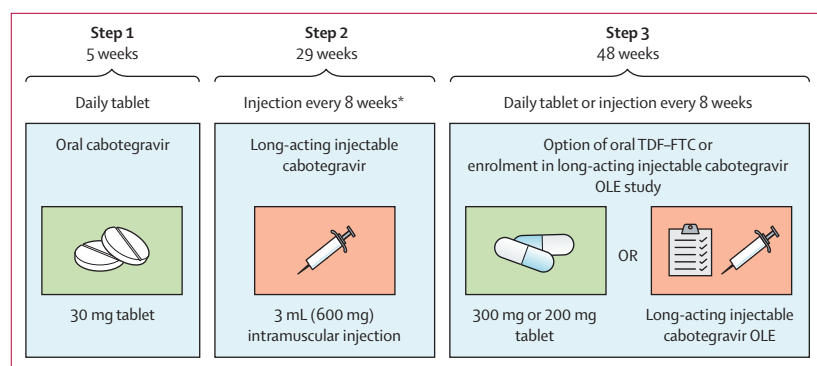 Step 1
5 weeks
Daily tablet
Oral cabotegravir
30 mg tablet
Step 2
29 weeks
Injection every 8 weeks*
Long-acting injectable
cabotegravir
3 mL (600 mg)
intramuscular injection
Step 3
48 weeks
Daily tablet or injection every 8 weeks
Option of oral TDF–FTC or
enrolment in long-acting injectable cabotegravir
OLE study
300 mg or 200 mg
tablet
OR
Long-acting injectable
cabotegravir OLE